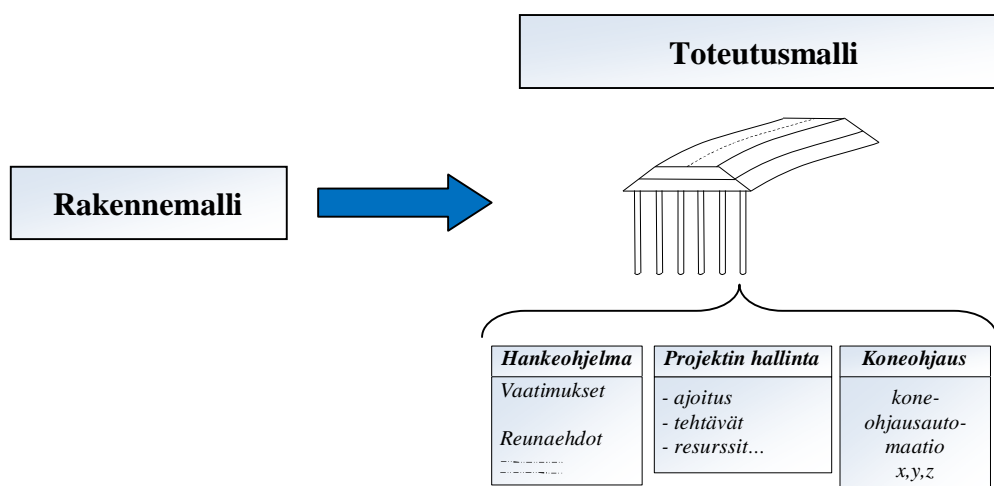 Toteutusmalli
Rakennemalli
Hankeohjelma
Vaatimukset
Reunaehdot
Projektin hallinta
- ajoitus
- tehtävät
- resurssit...
Koneohjaus
kone-
ohjausauto-
maatio
x,y,z